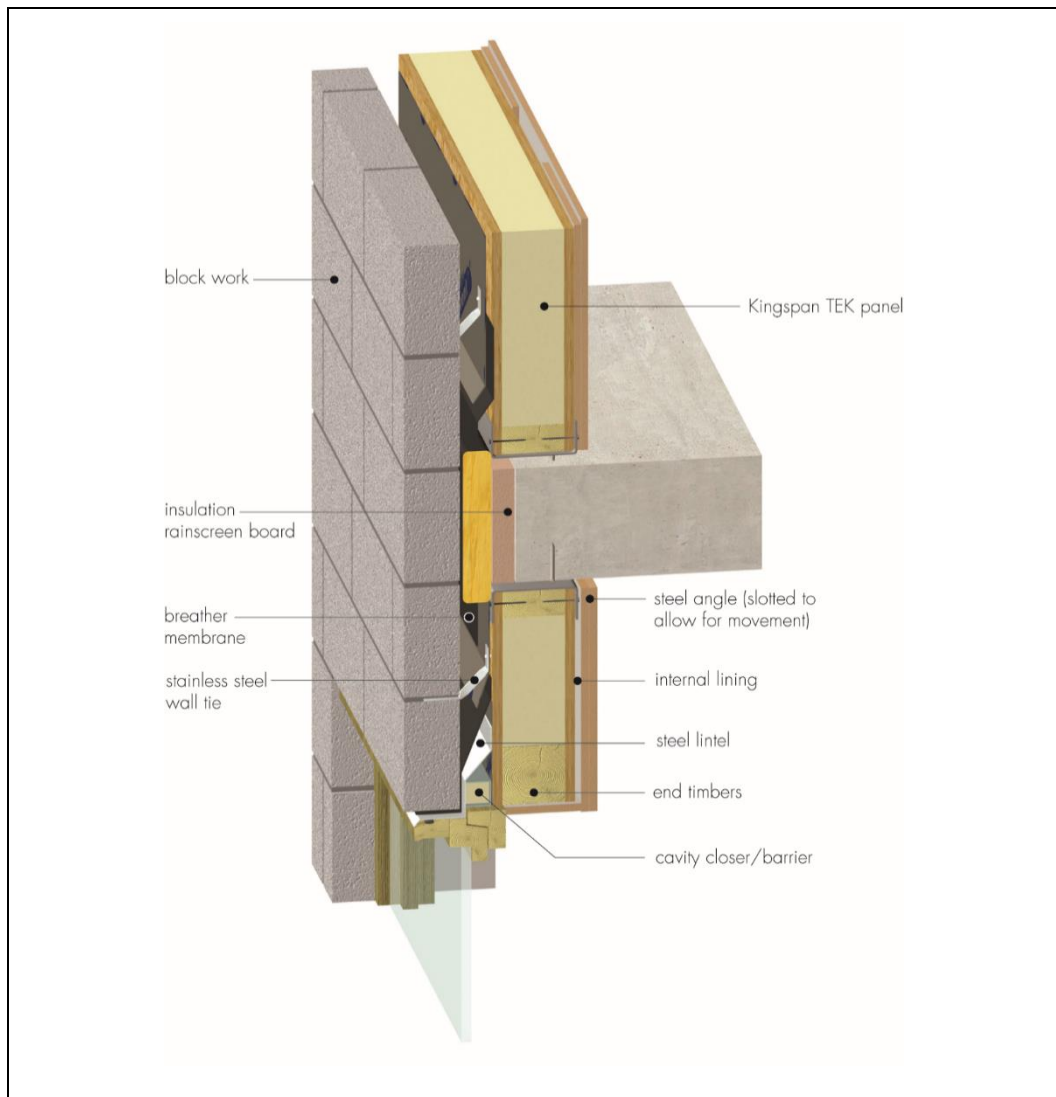 block work
Kingspan TEK panel
insulation
rainscreen board
breather
membrane
stainless steel
wall tie
steel angle (slotted to
allow for movement)
internal lining
steel lintel
end timbers
cavity closer/barrier